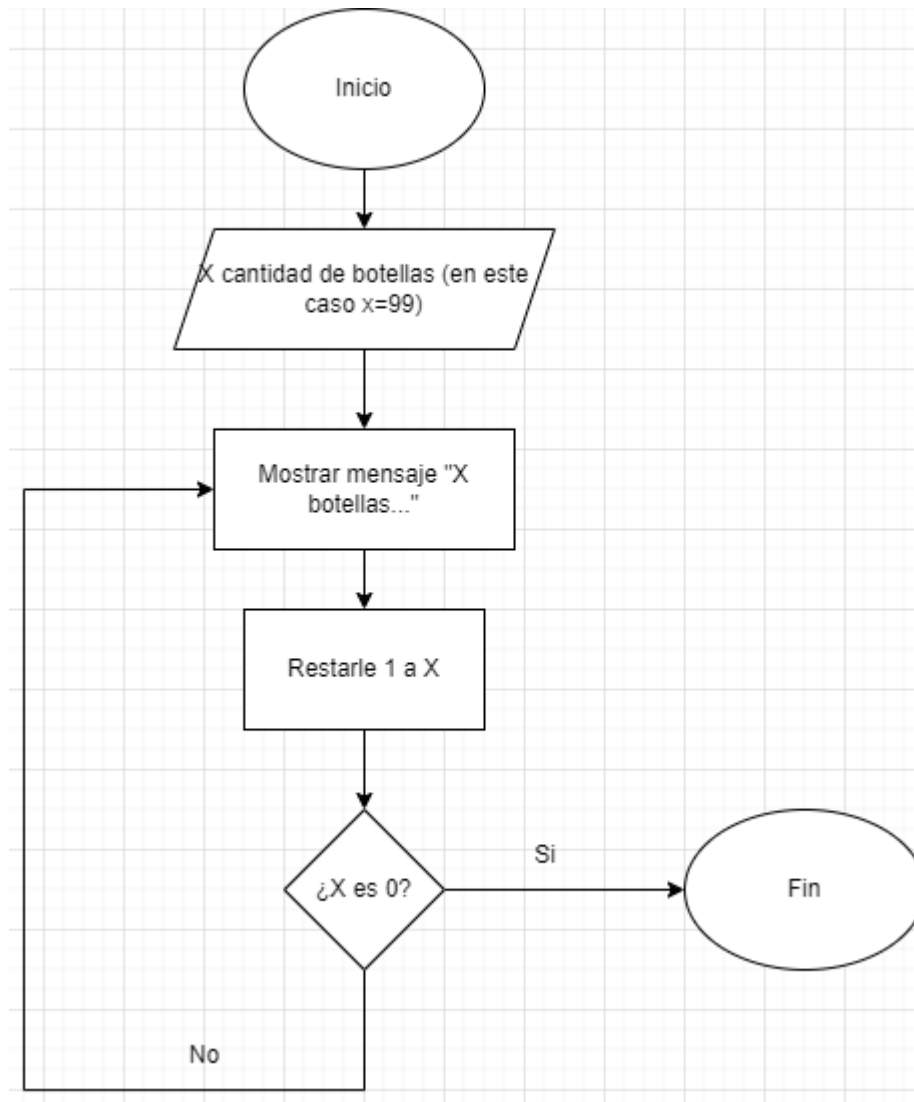 Inicio
X cantidad de botellas (en este
caso x=99)
Mostrar mensaje "X
botellas..."
Restarle 1 a X
¿X es 0?
Si
Fin
No